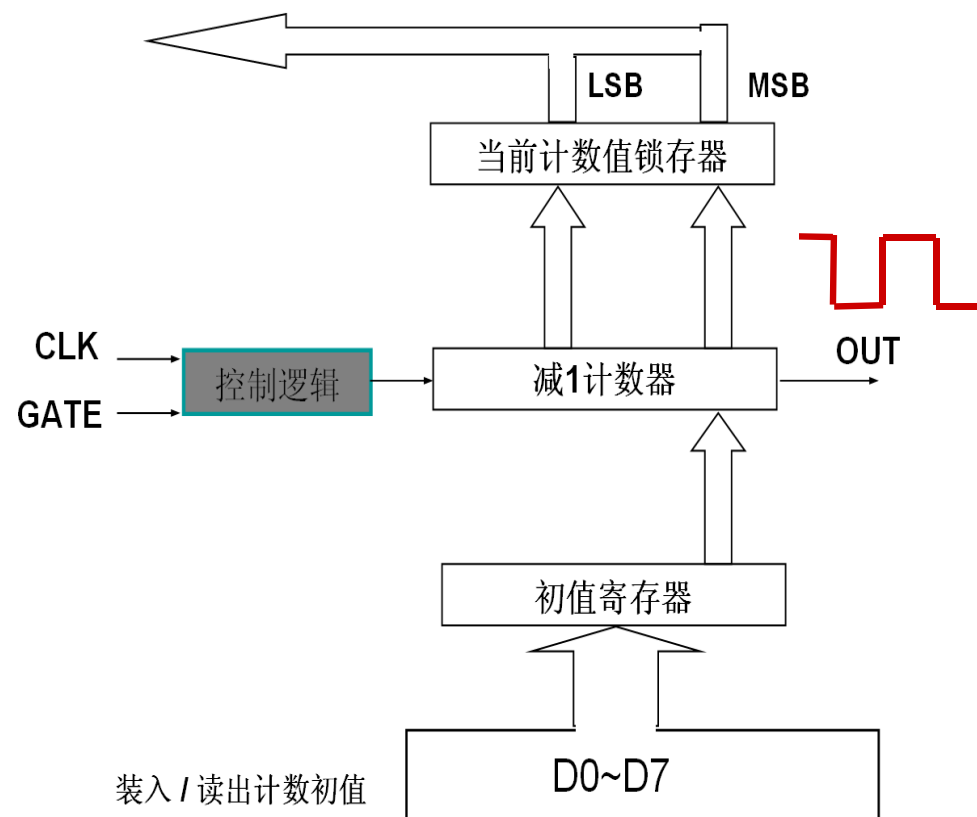 LSB
MSB
当前计数值锁存器
CLK
GATE
控制逻辑
减1计数器
OUT
初值寄存器
D0~D7
装入 / 读出计数初值